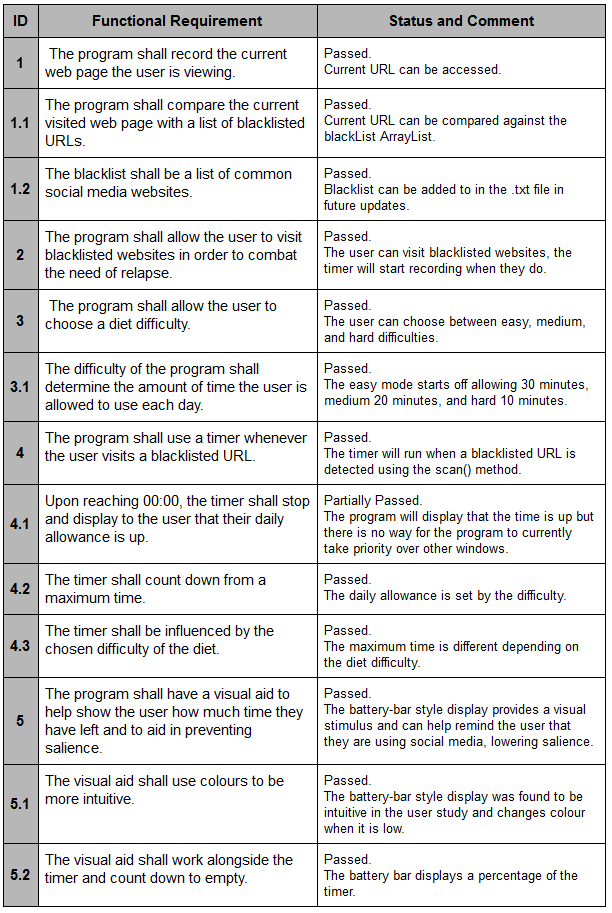 ID Functional Requirement Status and Comment
1
The program shall record the current
web page the user is viewing.
Passed.
Current URL can be accessed.
1.1
The program shall compare the current
visited web page with a list of blacklisted
URLs.
Passed.
Current URL can be compared against the
blackList ArrayList.
1.2
The blacklist shall be a list of common
social media websites.
Passed.
Blacklist can be added to in the .txt file in
future updates.
2
The program shall allow the user to visit
blacklisted websites in order to combat
the need of relapse.
Passed.
The user can visit blacklisted websites, the
timer will start recording when they do.
3
The program shall allow the user to
choose a diet difficulty.
Passed.
The user can choose between easy, medium,
and hard difficulties.
3.1
The difficulty of the program shall
determine the amount of time the user is
allowed to use each day.
Passed.
The easy mode starts off allowing 30 minutes,
medium 20 minutes, and hard 10 minutes.
4
The program shall use a timer whenever
the user visits a blacklisted URL.
Passed.
The timer will run when a blacklisted URL is
detected using the scan() method.
4.1
Upon reaching 00:00, the timer shall stop
and display to the user that their daily
allowance is up.
Partially Passed.
The program will display that the time is up but
there is no way for the program to currently
take priority over other windows.
4.2
The timer shall count down from a
maximum time.
Passed.
The daily allowance is set by the difficulty.
4.3
The timer shall be influenced by the
chosen difficulty of the diet.
Passed.
The maximum time is different depending on
the diet difficulty.
5
The program shall have a visual aid to
help show the user how much time they
have left and to aid in preventing
salience.
Passed.
The battery-bar style display provides a visual
stimulus and can help remind the user that
they are using social media, lowering salience.
5.1
The visual aid shall use colours to be
more intuitive.
Passed.
The battery-bar style display was found to be
intuitive in the user study and changes colour
when it is low.
5.2
The visual aid shall work alongside the
timer and count down to empty.
Passed.
The battery bar displays a percentage of the
timer.